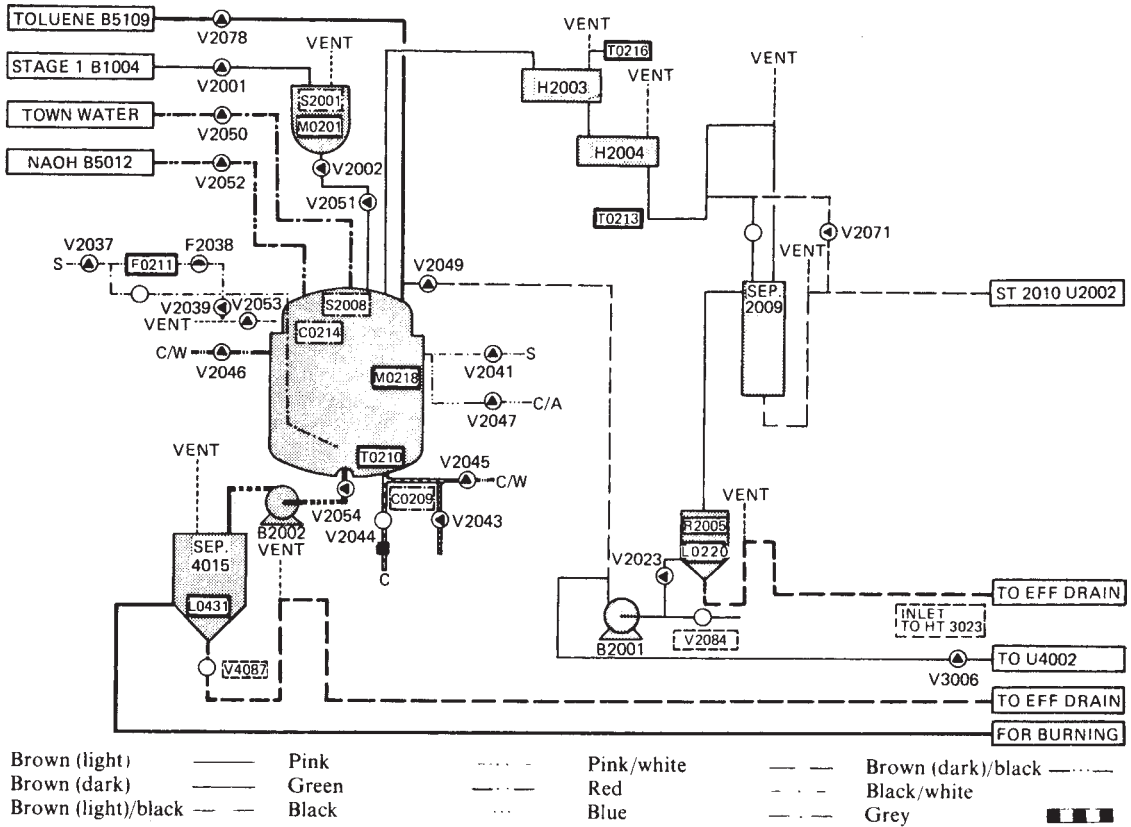 TOLUENE B5109
V2078
STAGE 1 B1004
V2001
TOWN WATER
V2050
NAOH B5012
V2052
VENT
S2001
M0201
V2002
V2051
VENT
T0216
H2003
VENT
H2004
T0213
VENT
V2071
VENT
SEP.
2009
ST 2010 U2002
V2037
S
F0211
F2038
V2039
V2053
VENT
C/W
V2046
V2049
S2008
C0214
M0218
S
V2041
C/A
V2047
T0210
V2045
C/W
C0209
V2043
V2054
V2044
C
VENT
B2002
VENT
SEP.
4015
L0431
V4087
VENT
R2005
L0220
V2023
B2001
V2084
TO EFF DRAIN
INLET
TO HT 3023
TO U4002
V3006
TO EFF DRAIN
FOR BURNING
Brown (light) Pink Pink/white Brown (dark)/black
Brown (dark) Green Red Black/white
Brown (light)/black Black Blue Grey